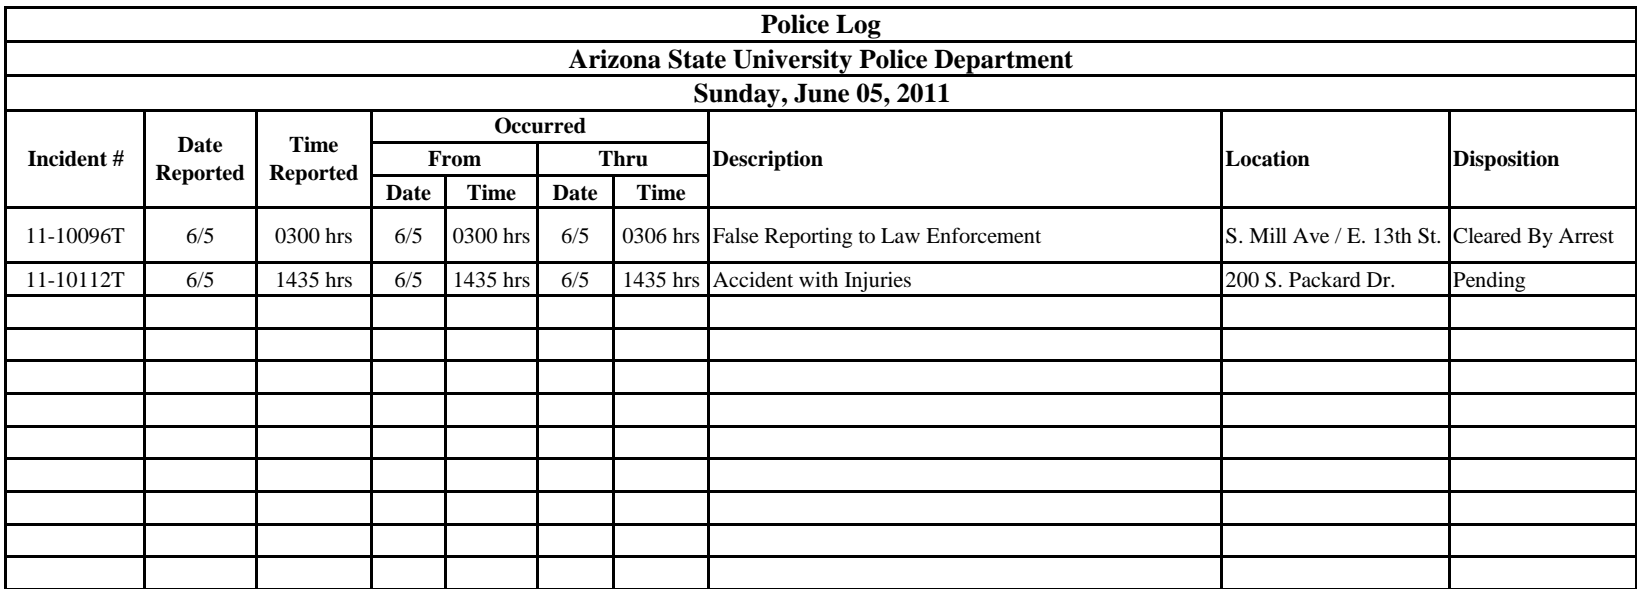 Police Log
Arizona State University Police Department
Sunday, June 05, 2011
Incident # Date Reported Time Reported Occurred Description Location Disposition
From Thru
Date Time Date Time
11-10096T 6/5 0300 hrs 6/5 0300 hrs 6/5 0306 hrs False Reporting to Law Enforcement S. Mill Ave / E. 13th St. Cleared By Arrest
11-10112T 6/5 1435 hrs 6/5 1435 hrs 6/5 1435 hrs Accident with Injuries 200 S. Packard Dr. Pending